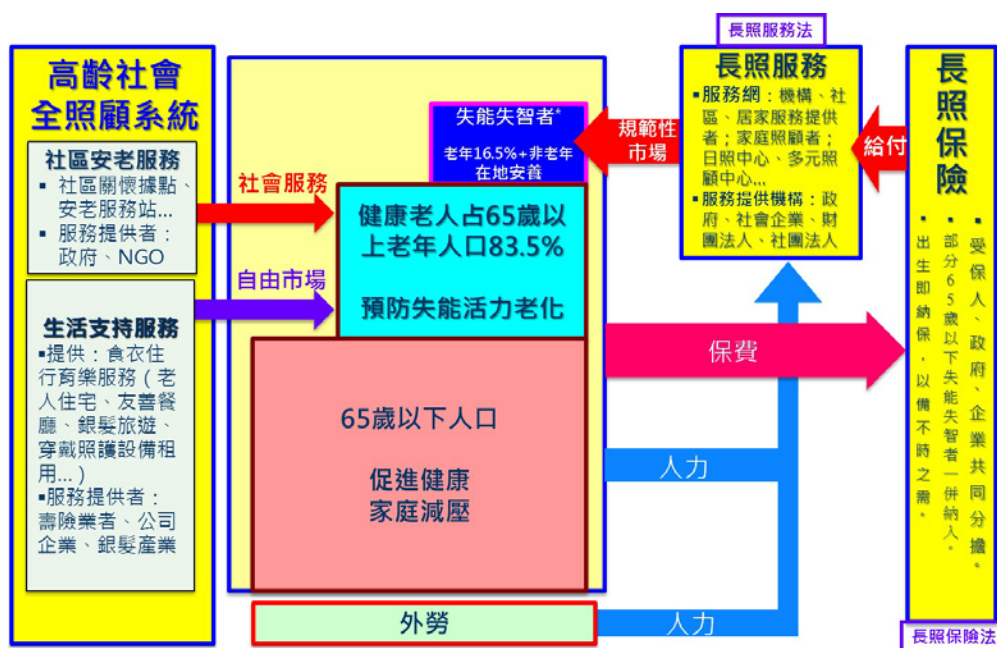 高齡社會
全照顧系統
社區安老服務
▪ 社區關懷據點、
安老服務站...
▪ 服務提供者：
政府、NGO
生活支持服務
▪提供：食衣住
行育樂服務（老
人住宅、友善餐
廳、銀髮旅遊、
穿戴照護設備租
用...）
▪服務提供者：
壽險業者、公司
企業、銀髮產業
社會服務
自由市場
失能失智者*
老年16.5%+非老年
在地安養
健康老人占65歲以
上老年人口83.5%
預防失能活力老化
65歲以下人口
促進健康
家庭減壓
外勞
規範性
市場
長照服務法
長照服務
▪服務網：機構、社
區、居家服務提供
者；家庭照顧者；
日照中心、多元照
顧中心...
▪服務提供機構：政
府、社會企業、財
團法人、社團法人
給付
保費
人力
人力
長照保險
▪受保人、政府、企業共同分擔。
▪部分65歲以下失能失智者一併納入。
▪出生即納保，以備不時之需。
長照保險法